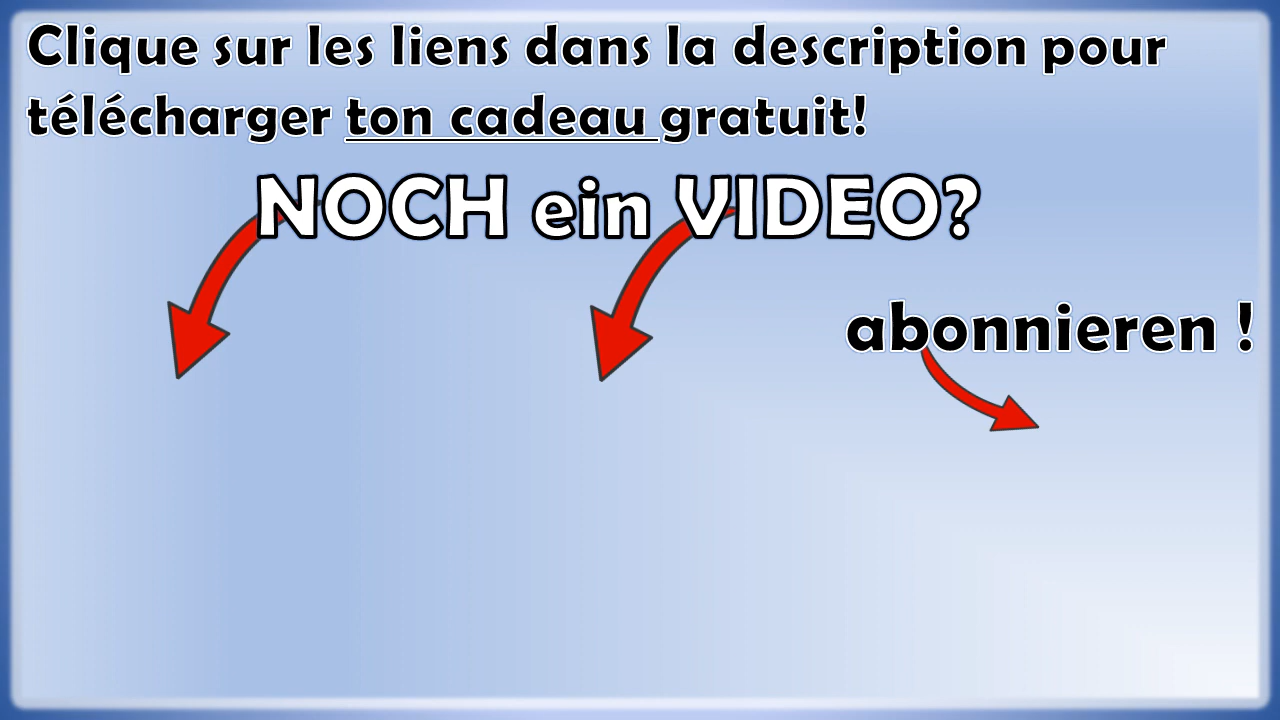 Clique sur les liens dans la description pour
télécharger ton cadeau gratuit!
NOCH ein VIDEO?
abonnieren !